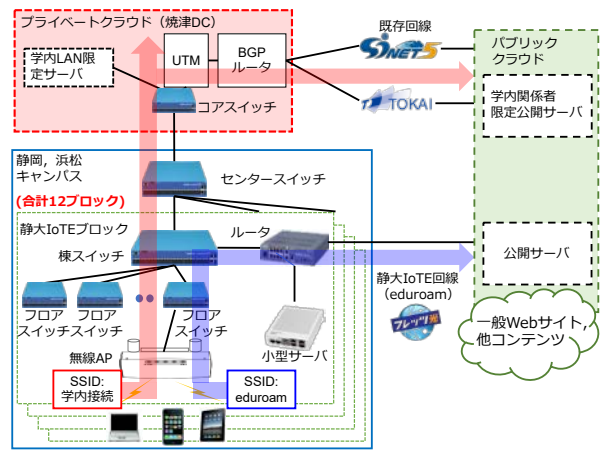 プライベートクラウド（焼津DC）
学内LAN限
定サーバ
UTM
BGP
ルータ
コアスイッチ
既存回線
SINET5
TOKAI
パブリック
クラウド
学内関係者
限定公開サーバ
静岡，浜松
キャンパス
センタースイッチ
(合計12ブロック)
静大IoTEブロック
棟スイッチ
ルータ
公開サーバ
静大IoTE回線
（eduroam）
フレッツ光
フロア
スイッチ
フロア
スイッチ
フロア
スイッチ
小型サーバ
一般Webサイト，
他コンテンツ
無線AP
SSID:
学内接続
SSID:
eduroam